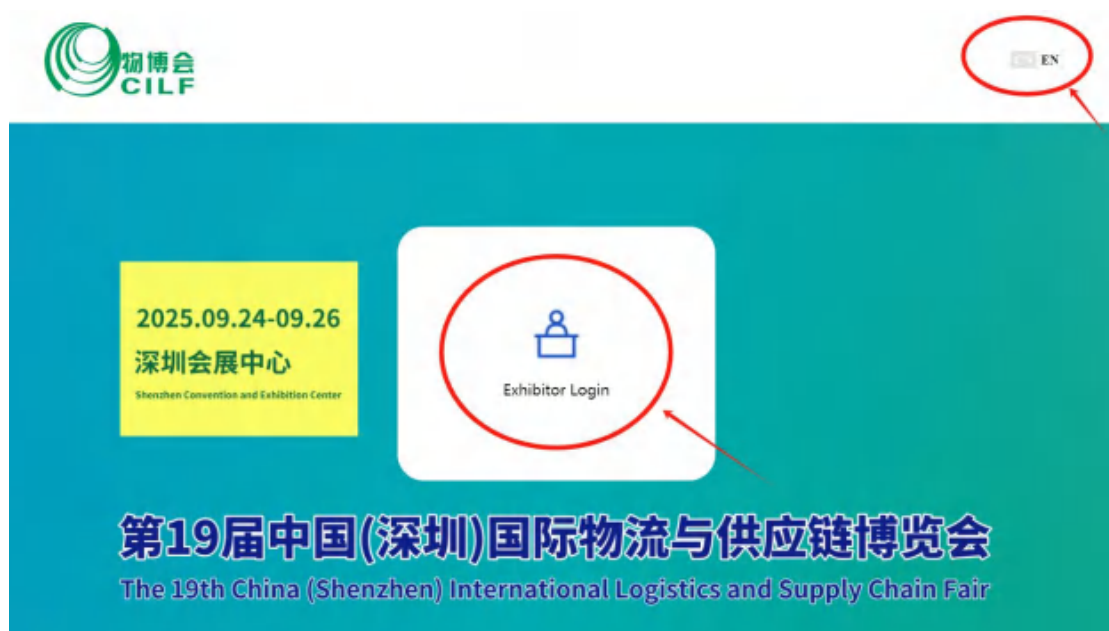 物博会
CILF
CN EN
2025.09.24-09.26
深圳会展中心
Shenzhen Convention and Exhibition Center
Exhibitor Login
第19届中国(深圳)国际物流与供应链博览会
The 19th China (Shenzhen) International Logistics and Supply Chain Fair